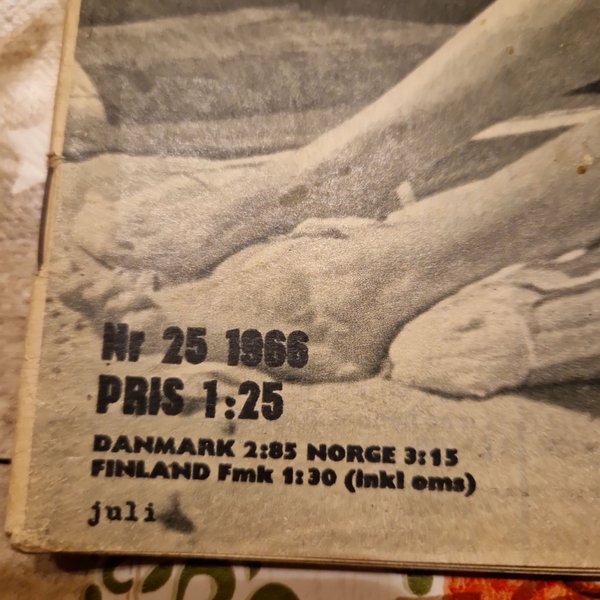 Nr 25 1966
PRIS 1:25
DANMARK 2:85 NORGE 3:15
FINLAND Fmk 1:30 (inkl oms)
juli